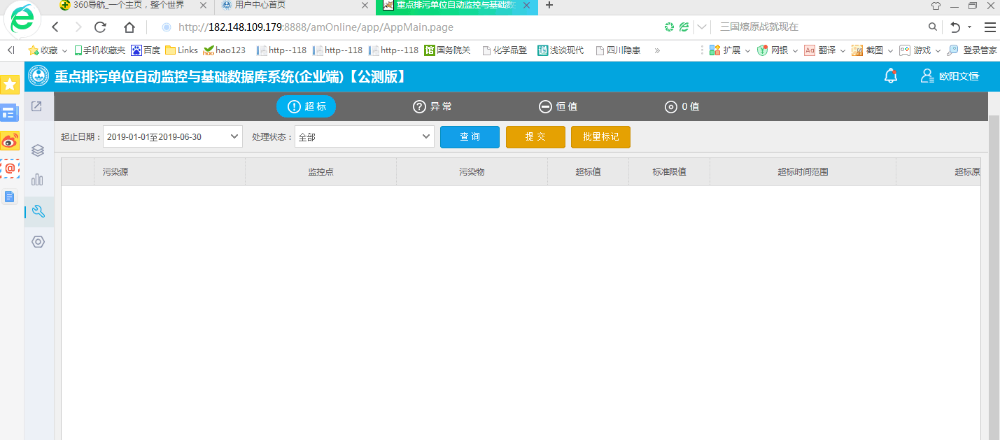 360导航_一个主页，整个世界
用户中心首页
重点排污单位自动监控与基础数
http://182.148.109.179:8888/amOnline/app/AppMain.page
三国燎原战就现在
收藏 手机收藏夹 百度 Links hao123 http--118 http--118 http--118 国务院关 化学品登 浅谈现代 四川隐患 » 扩展 网银 翻译 截图 游戏 登录管家
重点排污单位自动监控与基础数据库系统(企业端)【公测版】
欧阳文恒
超标 异常 恒值 0值
起止日期： 2019-01-01至2019-06-30 处理状态： 全部 查询 提交 批量标记
污染源 监控点 污染物 超标值 标准限值 超标时间范围 超标原